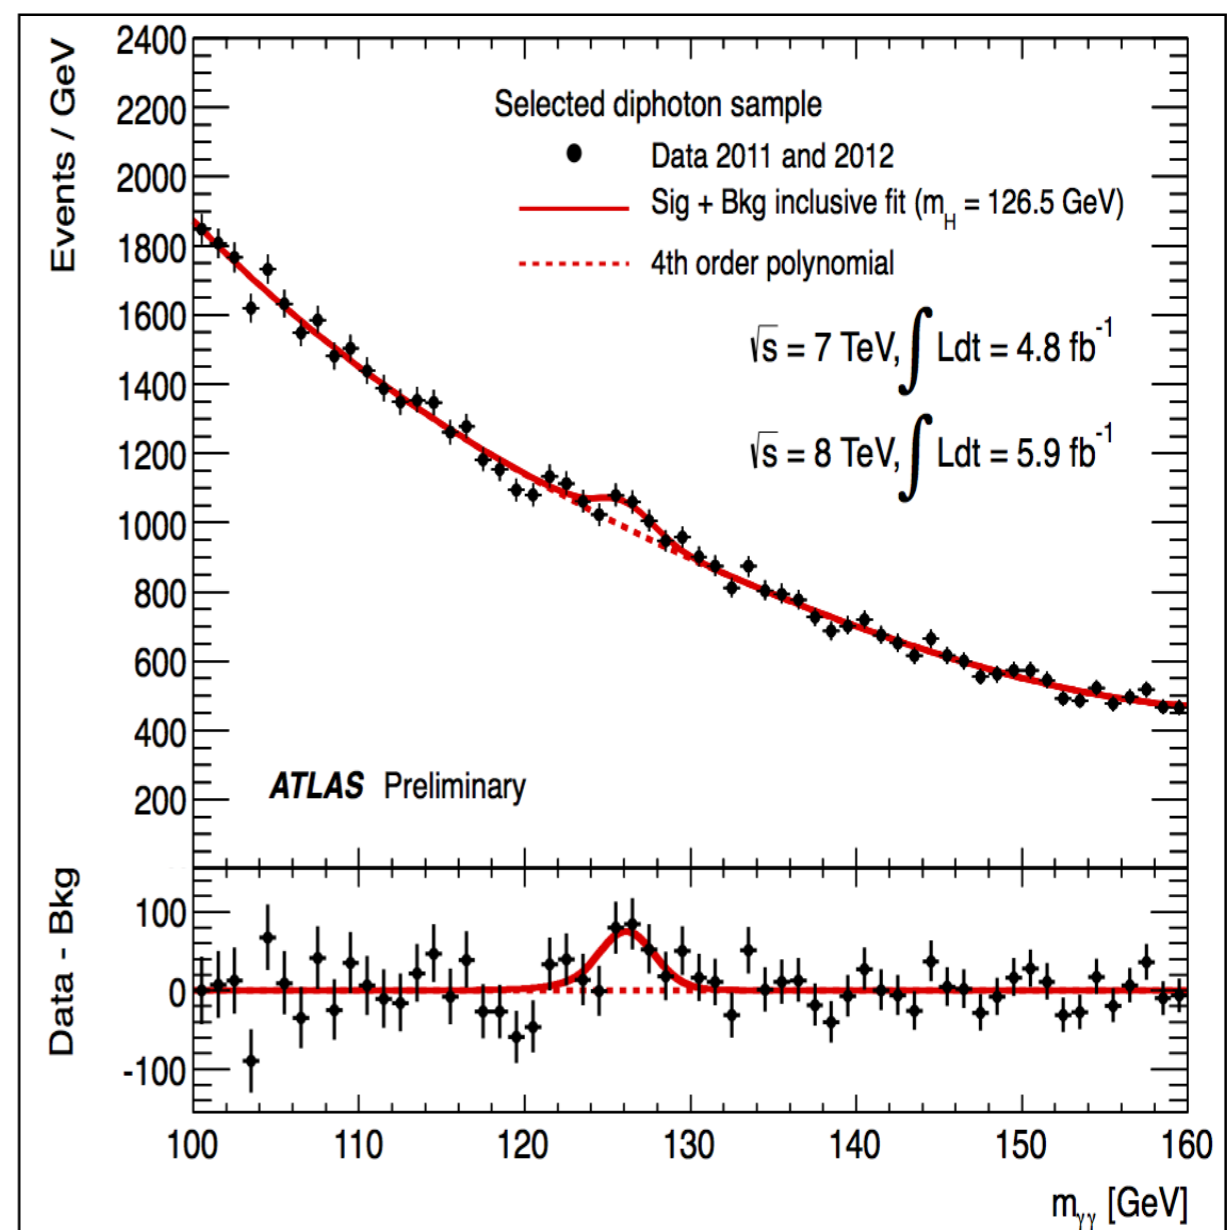 Events / GeV
2400
2200
2000
1800
1600
1400
1200
1000
800
600
400
200
Selected diphoton sample
Data 2011 and 2012
Sig + Bkg inclusive fit (m_H = 126.5 GeV)
4th order polynomial
√s = 7 TeV, ∫ Ldt = 4.8 fb⁻¹
√s = 8 TeV, ∫ Ldt = 5.9 fb⁻¹
ATLAS Preliminary
Data - Bkg
100
0
-100
100 110 120 130 140 150 160
m_γγ [GeV]